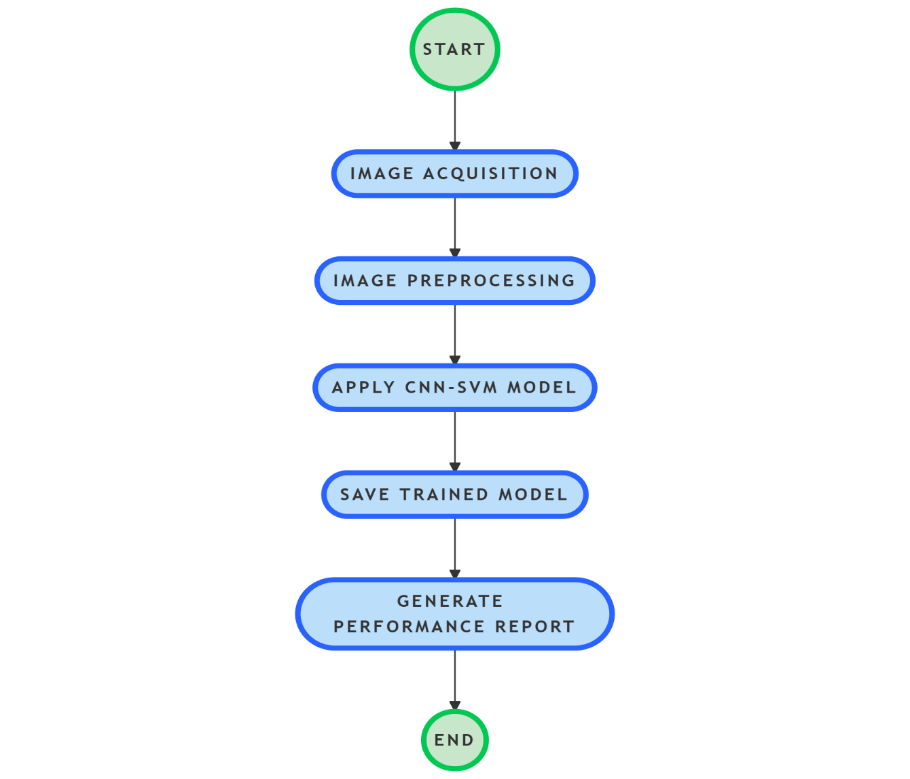 START
IMAGE ACQUISITION
IMAGE PREPROCESSING
APPLY CNN-SVM MODEL
SAVE TRAINED MODEL
GENERATE
PERFORMANCE REPORT
END